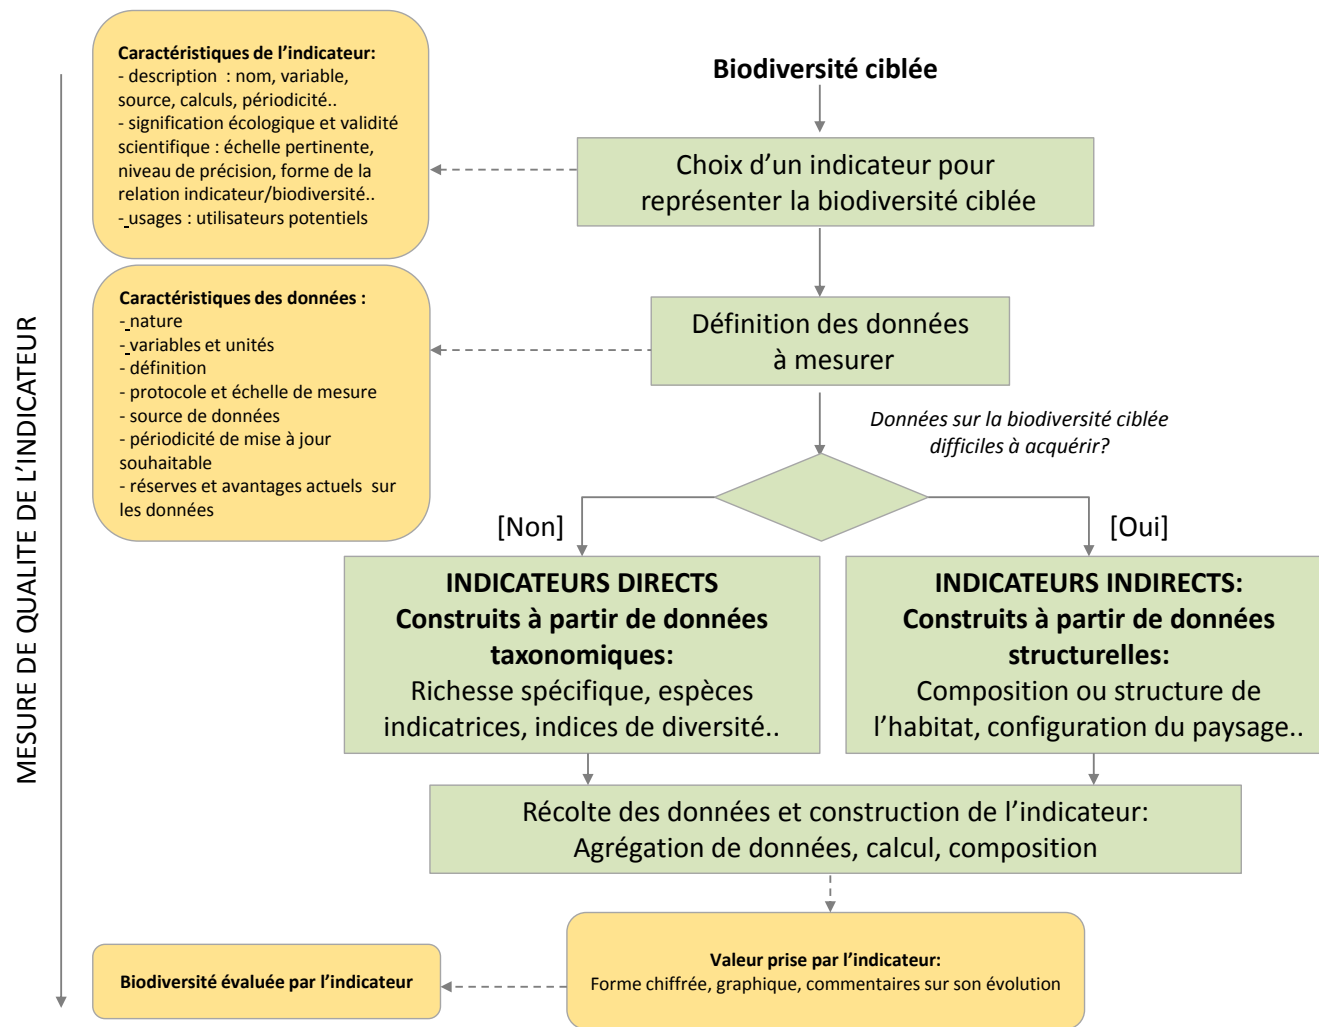 MESURE DE QUALITE DE L'INDICATEUR
Caractéristiques de l'indicateur:
- description : nom, variable,
source, calculs, périodicité..
- signification écologique et validité
scientifique : échelle pertinente,
niveau de précision, forme de la
relation indicateur/biodiversité..
- usages : utilisateurs potentiels
Biodiversité ciblée
Choix d'un indicateur pour
représenter la biodiversité ciblée
Caractéristiques des données :
- nature
- variables et unités
- définition
- protocole et échelle de mesure
- source de données
- périodicité de mise à jour
souhaitable
- réserves et avantages actuels sur
les données
Définition des données
à mesurer
Données sur la biodiversité ciblée
difficiles à acquérir?
[Non]
[Oui]
INDICATEURS DIRECTS
Construits à partir de données
taxonomiques:
Richesse spécifique, espèces
indicatrices, indices de diversité..
INDICATEURS INDIRECTS:
Construits à partir de données
structurelles:
Composition ou structure de
l'habitat, configuration du paysage..
Récolte des données et construction de l'indicateur:
Agrégation de données, calcul, composition
Valeur prise par l'indicateur:
Forme chiffrée, graphique, commentaires sur son évolution
Biodiversité évaluée par l'indicateur